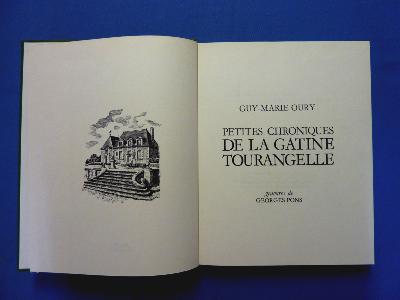 GUY-MARIE OURY
PETITES CHRONIQUES
DE LA GATINE
TOURANGELLE
gravures de
GEORGES PONS